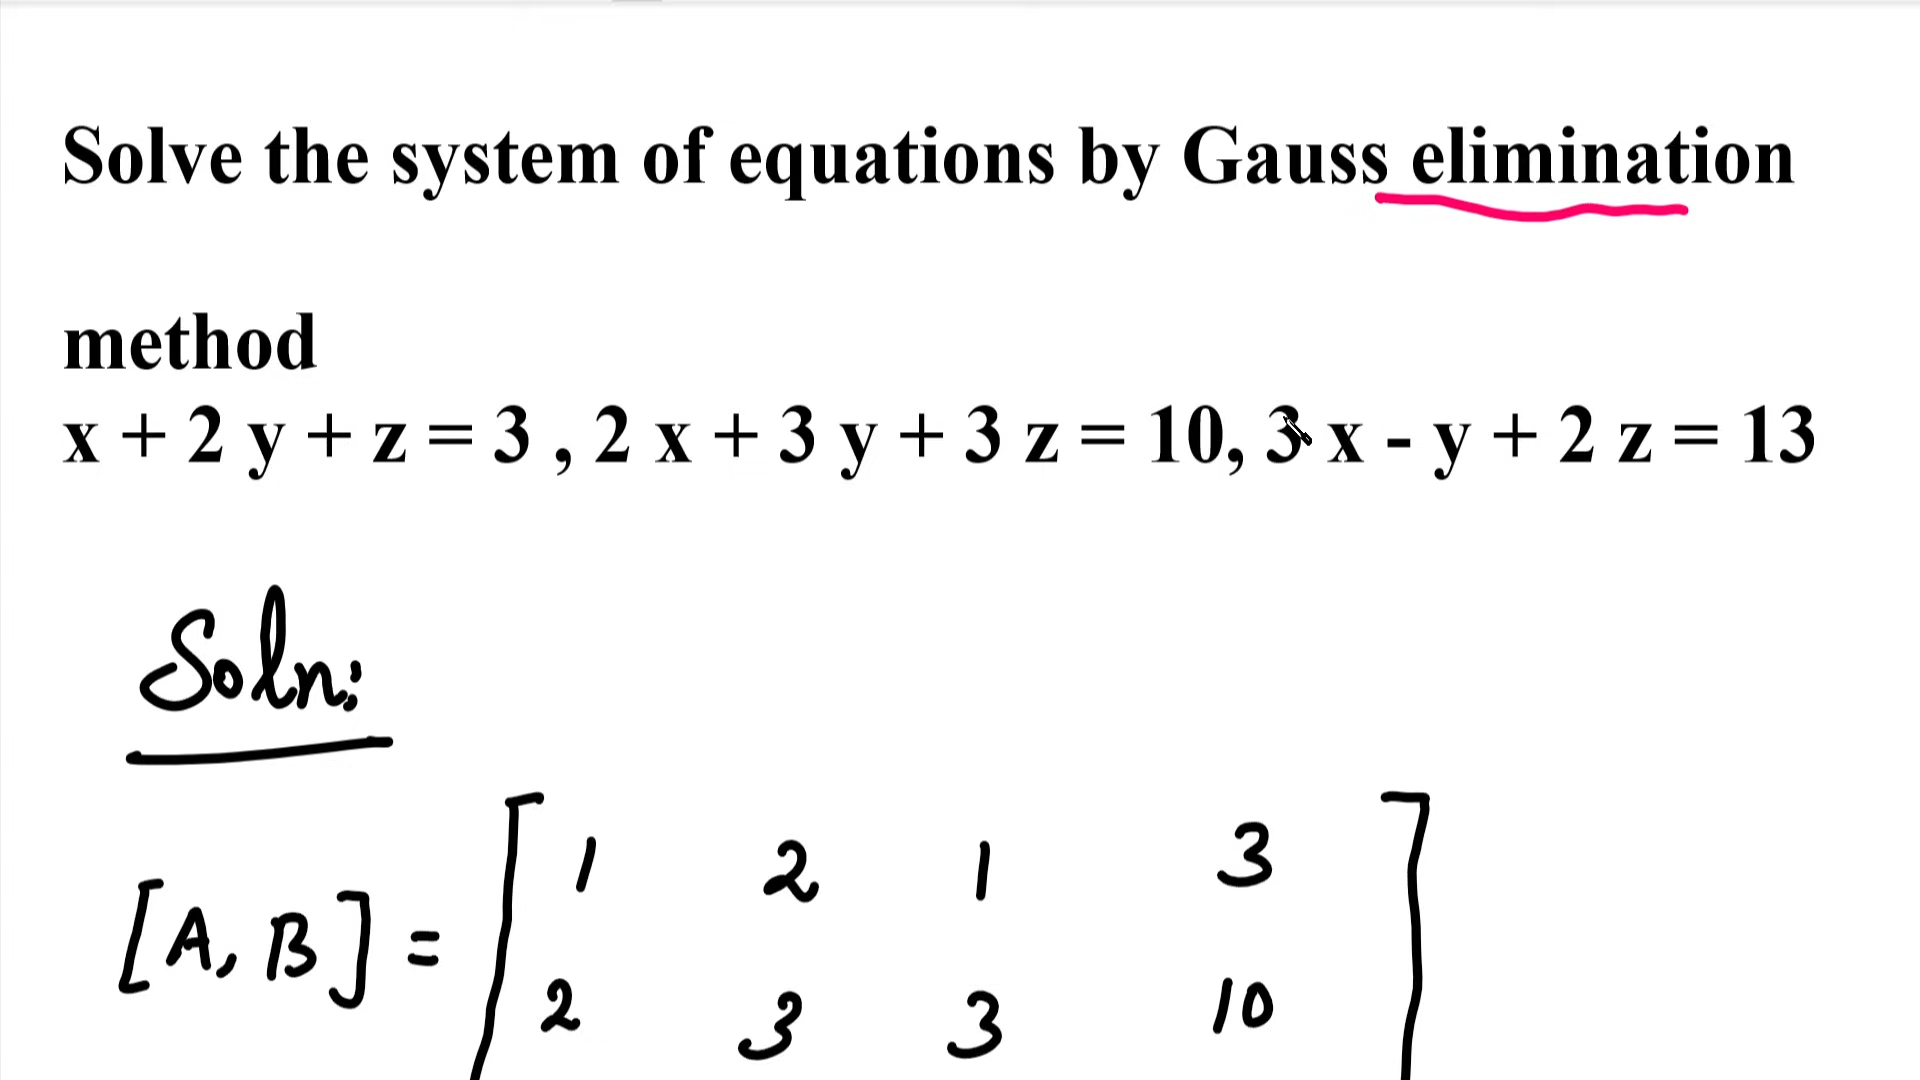 Solve the system of equations by Gauss elimination
method
x + 2 y + z = 3 , 2 x + 3 y + 3 z = 10, 3 x - y + 2 z = 13
Soln:
1 2 1 3
[A, B] =
2 3 3 10